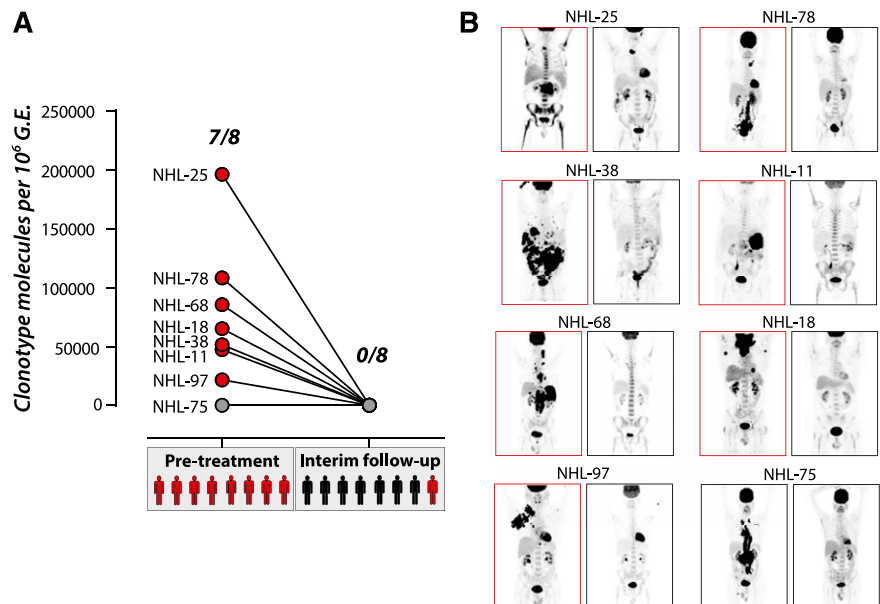 A
Clonotype molecules per 10⁶ G.E.
250000
200000
150000
100000
50000
0
7/8
0/8
NHL-25
NHL-78
NHL-68
NHL-18
NHL-38
NHL-11
NHL-97
NHL-75
Pre-treatment
Interim follow-up
B
NHL-25
NHL-78
NHL-38
NHL-11
NHL-68
NHL-18
NHL-97
NHL-75